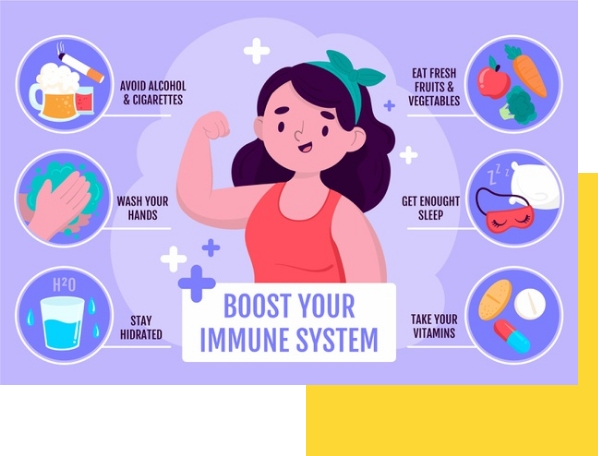 AVOID ALCOHOL
& CIGARETTES
WASH YOUR
HANDS
H²O
STAY
HIDRATED
EAT FRESH
FRUITS &
VEGETABLES
Z Z Z
GET ENOUGHT
SLEEP
TAKE YOUR
VITAMINS
BOOST YOUR
IMMUNE SYSTEM